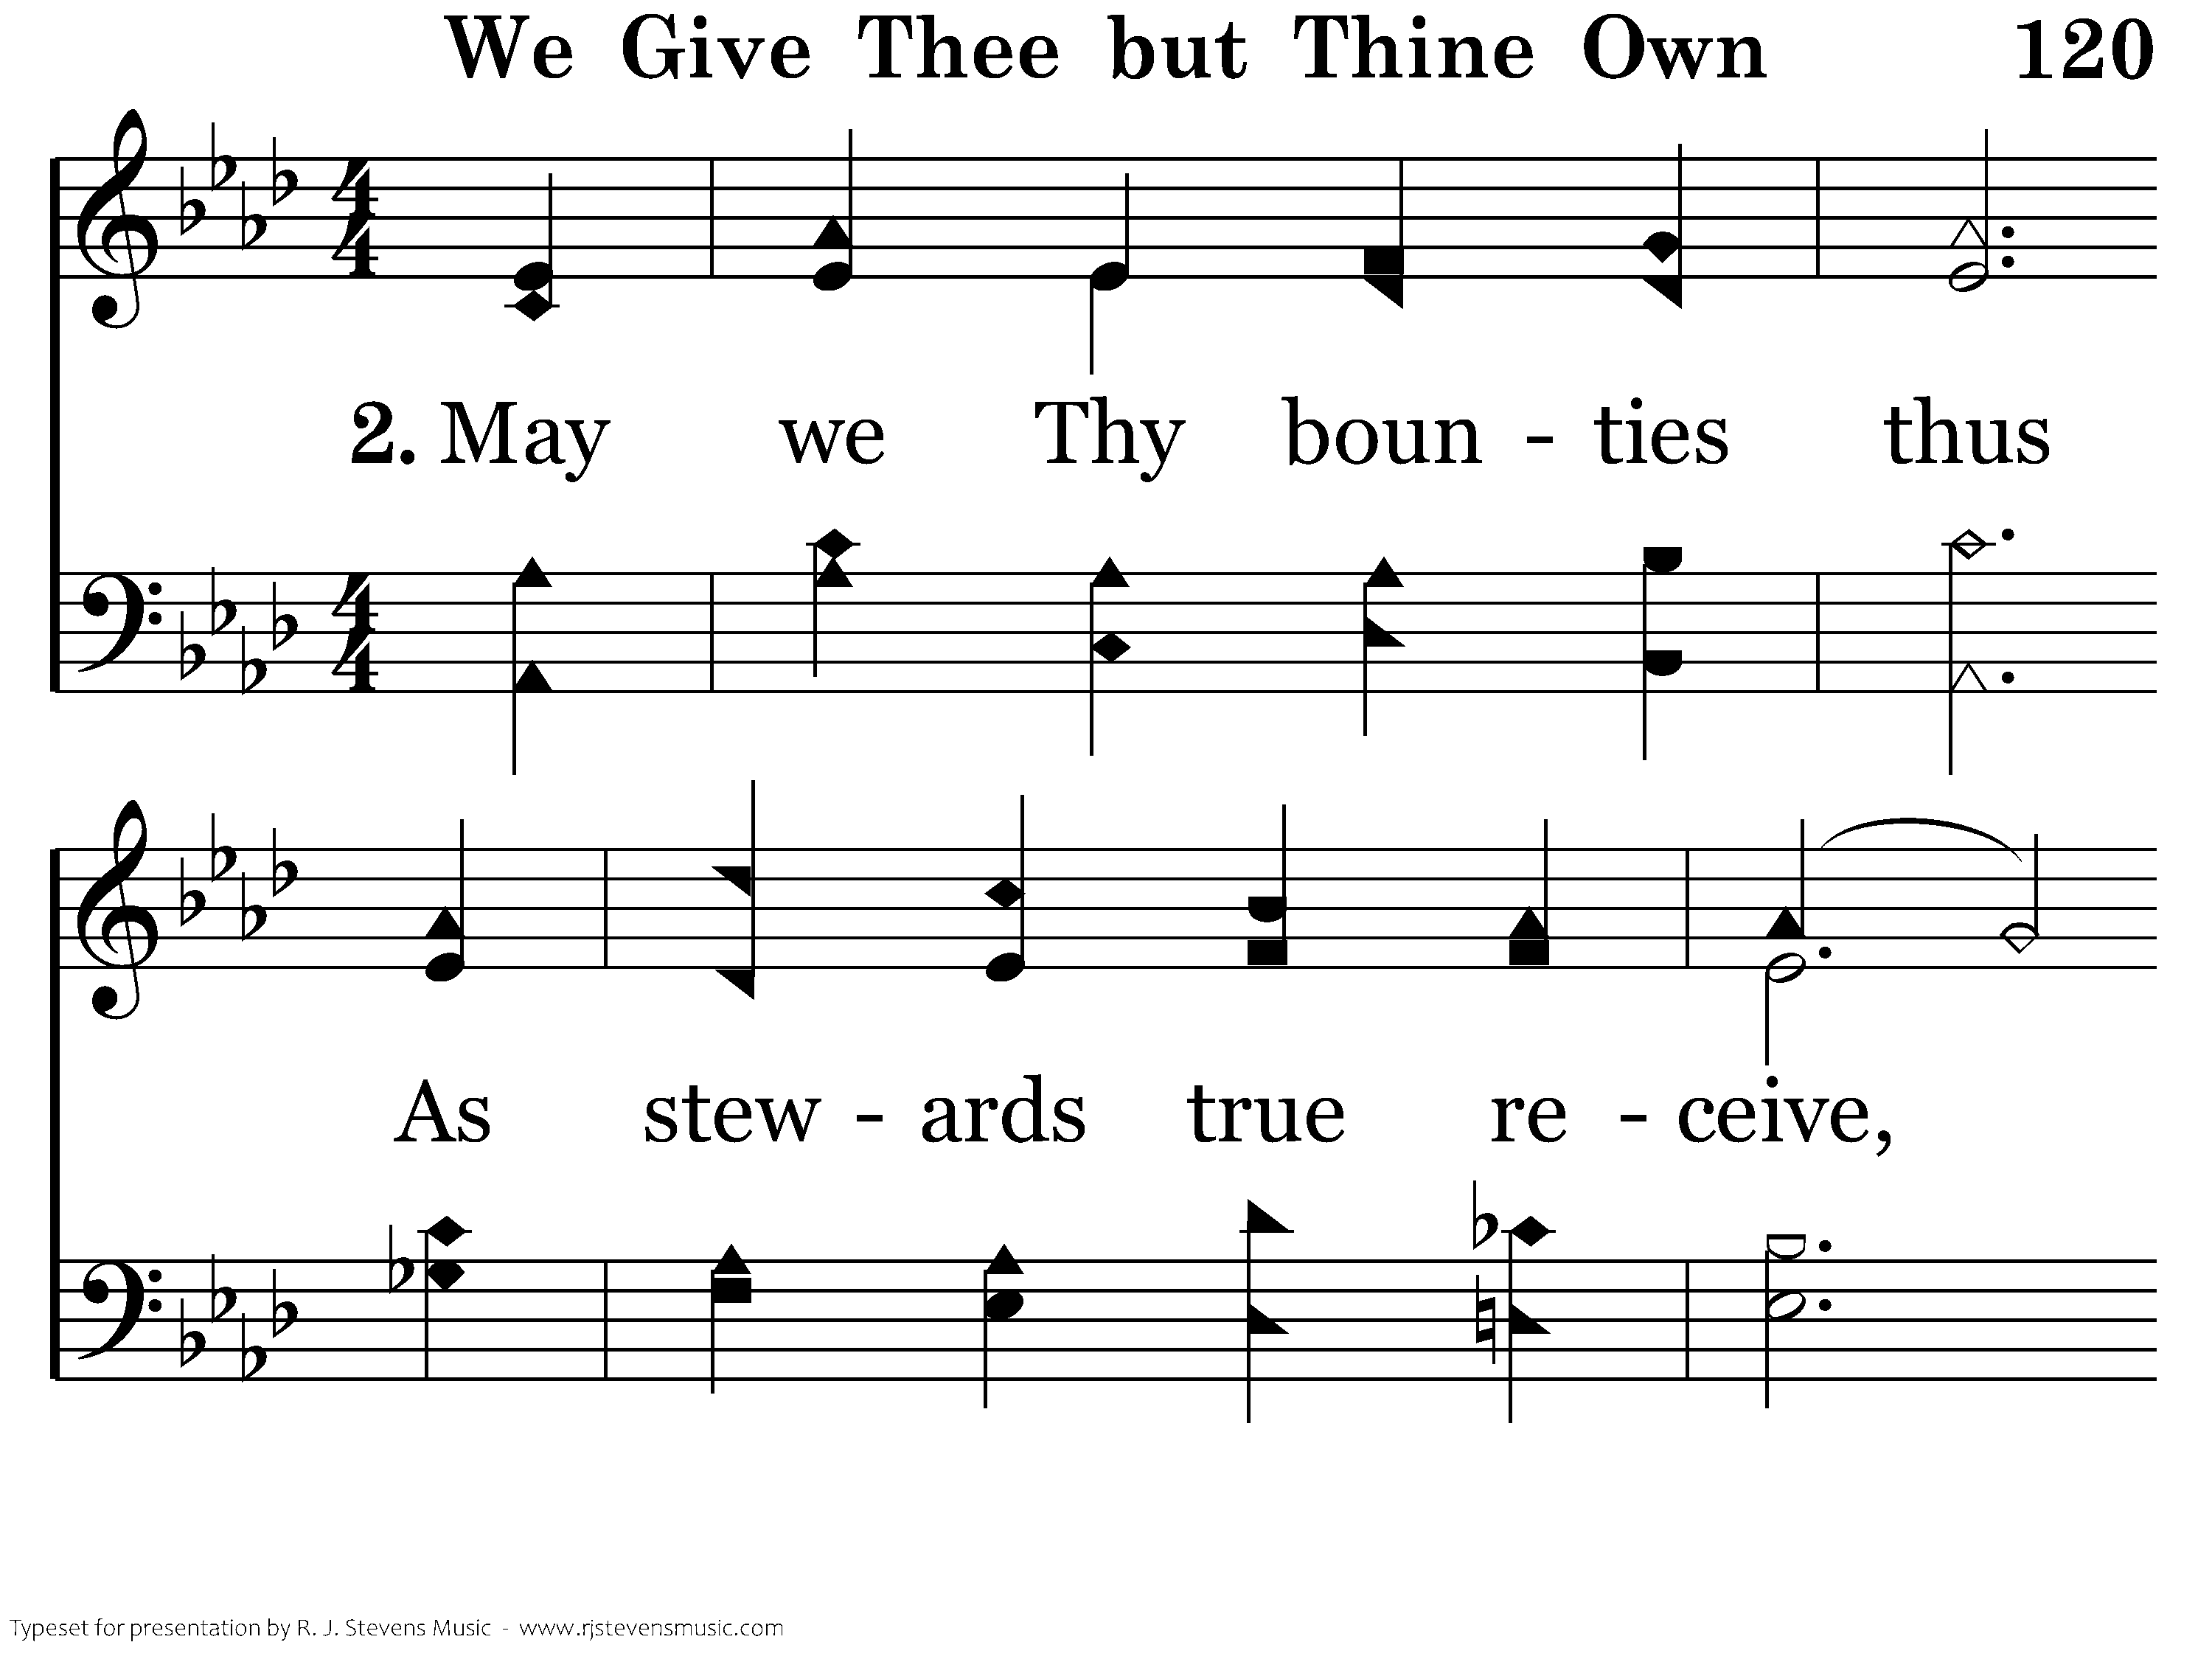 We Give Thee but Thine Own 120
2. May we Thy boun - ties thus
As stew - ards true re - ceive,
Typeset for presentation by R. J. Stevens Music - www.rjstevensmusic.com